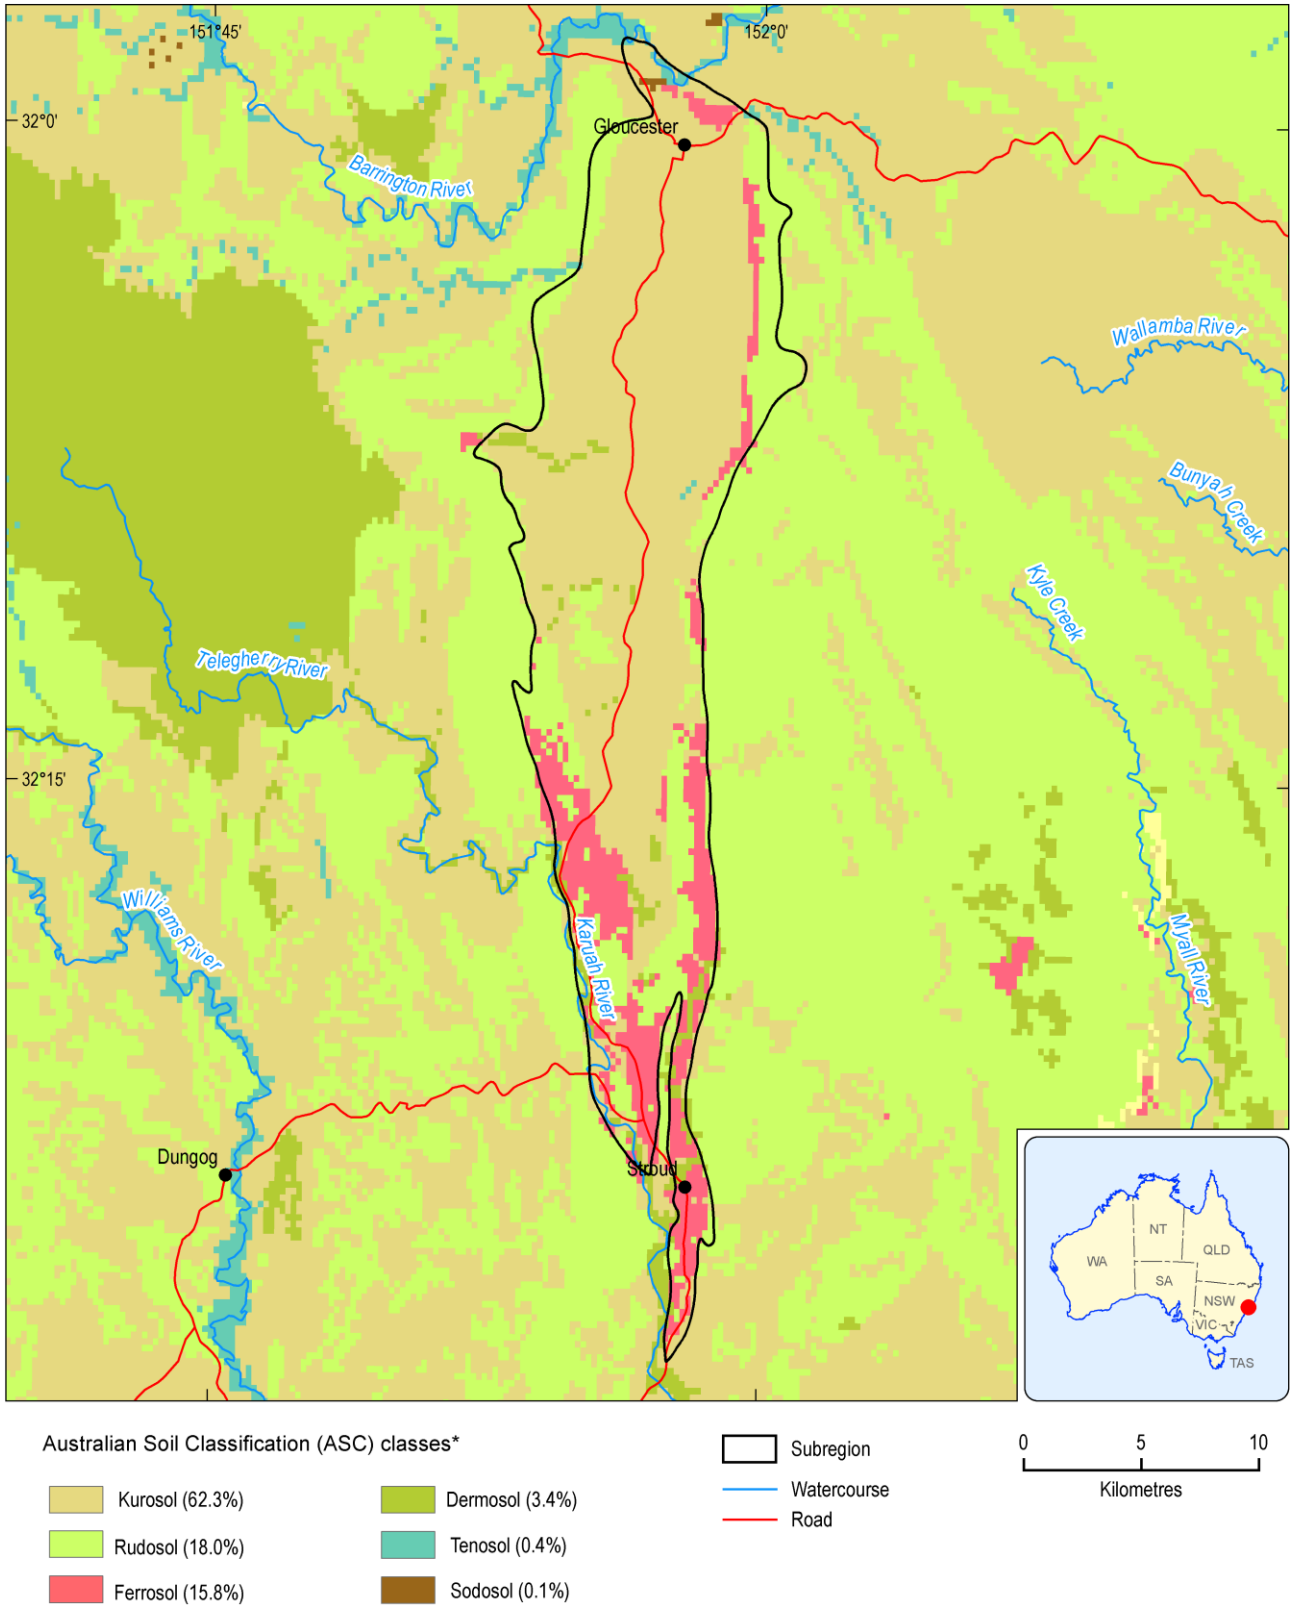 151°45'
152°0'
32°0'
Gloucester
Barrington River
Wallamba River
Bunyah Creek
Kyle Creek
Telegherry River
32°15'
Williams River
Karuah River
Myall River
Dungog
Stroud
NT
WA
QLD
SA
NSW
VIC
TAS
Australian Soil Classification (ASC) classes*
Kurosol (62.3%)
Rudosol (18.0%)
Ferrosol (15.8%)
Dermosol (3.4%)
Tenosol (0.4%)
Sodosol (0.1%)
Subregion
Watercourse
Road
0 5 10
Kilometres